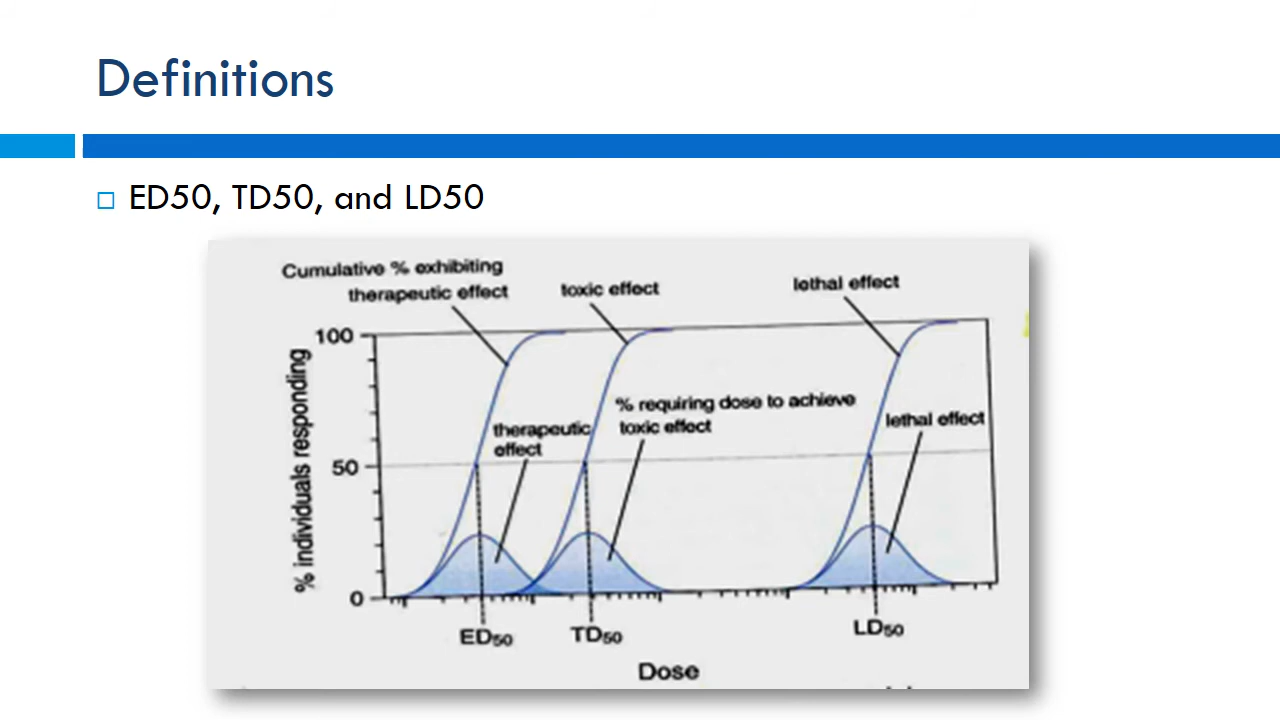 Definitions
ED50, TD50, and LD50
Cumulative % exhibiting
therapeutic effect
toxic effect
lethal effect
100
% individuals responding
% requiring dose to achieve
therapeutic
effect
toxic effect
lethal effect
50
0
ED50
TD50
LD50
Dose